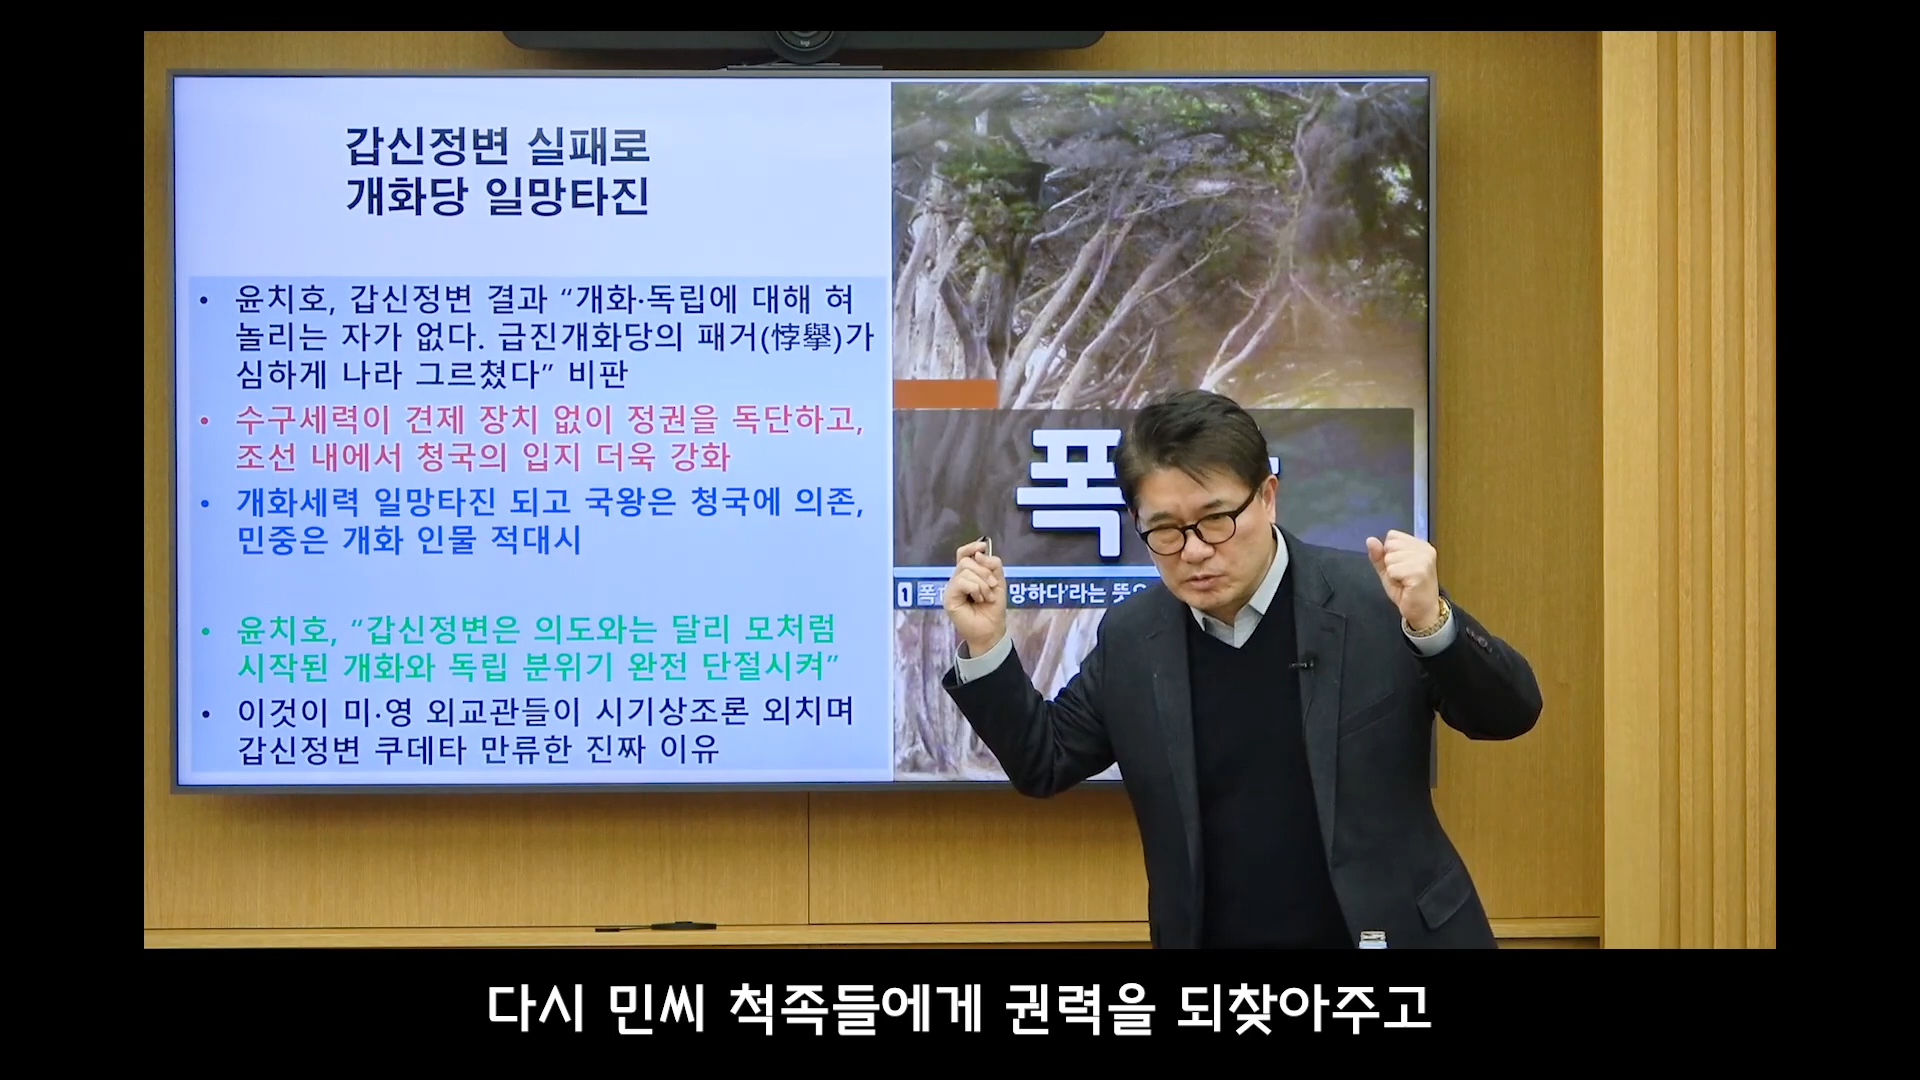 갑신정변 실패로
개화당 일망타진
• 윤치호, 갑신정변 결과 “개화·독립에 대해 혀
놀리는 자가 없다. 급진개화당의 패거(悖擧)가
심하게 나라 그르쳤다” 비판
• 수구세력이 견제 장치 없이 정권을 독단하고,
조선 내에서 청국의 입지 더욱 강화
• 개화세력 일망타진 되고 국왕은 청국에 의존,
민중은 개화 인물 적대시
• 윤치호, “갑신정변은 의도와는 달리 모처럼
시작된 개화와 독립 분위기 완전 단절시켜”
• 이것이 미·영 외교관들이 시기상조론 외치며
갑신정변 쿠데타 만류한 진짜 이유
폭
1 망하다'라는 뜻
다시 민씨 척족들에게 권력을 되찾아주고